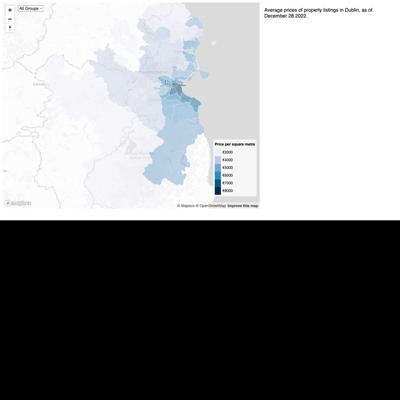 All Groups
Average prices of property listings in Dublin, as of
December 28 2022.
Price per square metre
€3000
€4000
€5000
€6000
€7000
€8000
mapbox
© Mapbox © OpenStreetMap Improve this map